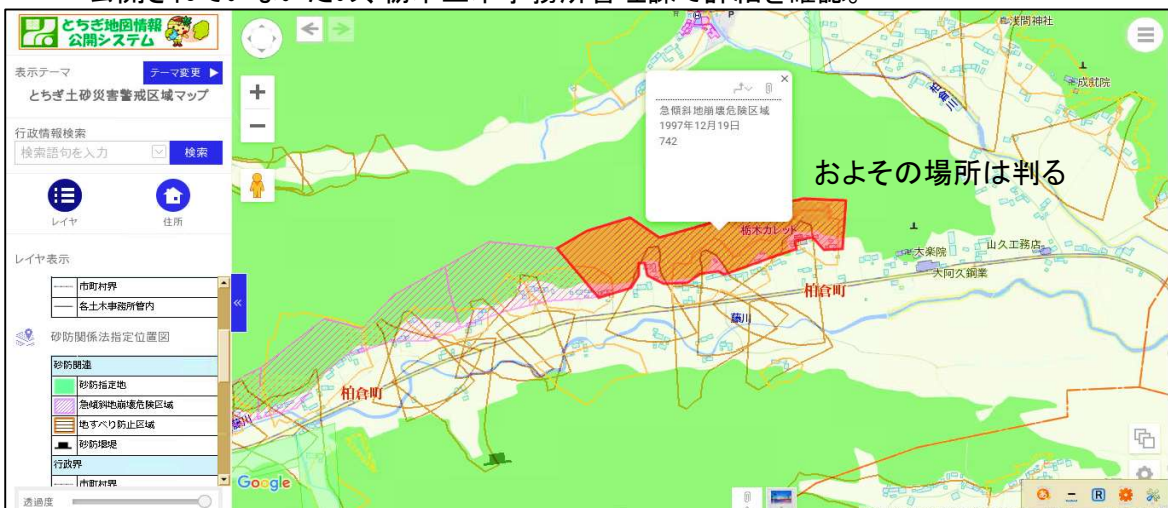 とちぎ地図情報
公開システム
表示テーマ
テーマ変更 ▶
とちぎ土砂災害警戒区域マップ
行政情報検索
検索語句を入力
検索
レイヤ
住所
レイヤ表示
市町村界
各土木事務所管内
砂防関係法指定位置図
砂防関連
砂防指定地
急傾斜地崩壊危険区域
地すべり防止区域
砂防堰堤
行政界
市町村界
透過度
急傾斜地崩壊危険区域
1997年12月19日
742
およその場所は判る
浅間神社
成就院
柏倉川
栃木カレット
大楽院
山久工務店
大阿久鋼業
柏倉町
藤川
柏倉町
藤川
Google